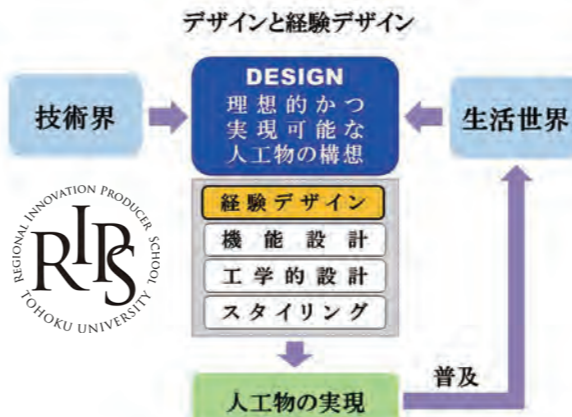 デザインと経験デザイン
技術界
DESIGN
理想的かつ
実現可能な
人工物の構想
生活世界
経験デザイン
機能設計
工学的設計
スタイリング
REGIONAL INNOVATION PRODUCER SCHOOL
RIPS
TOHOKU UNIVERSITY
普及
人工物の実現